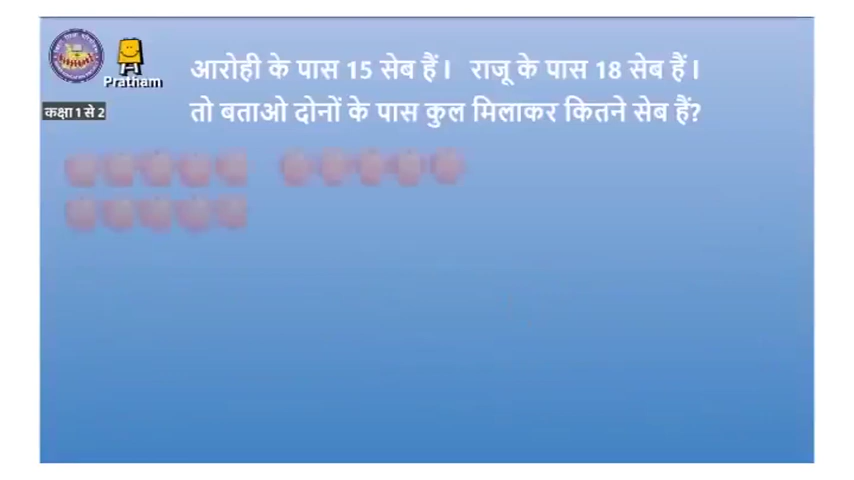 आरोही के पास 15 सेब हैं। राजू के पास 18 सेब हैं।
तो बताओ दोनों के पास कुल मिलाकर कितने सेब हैं?
Pratham
कक्षा 1 से 2